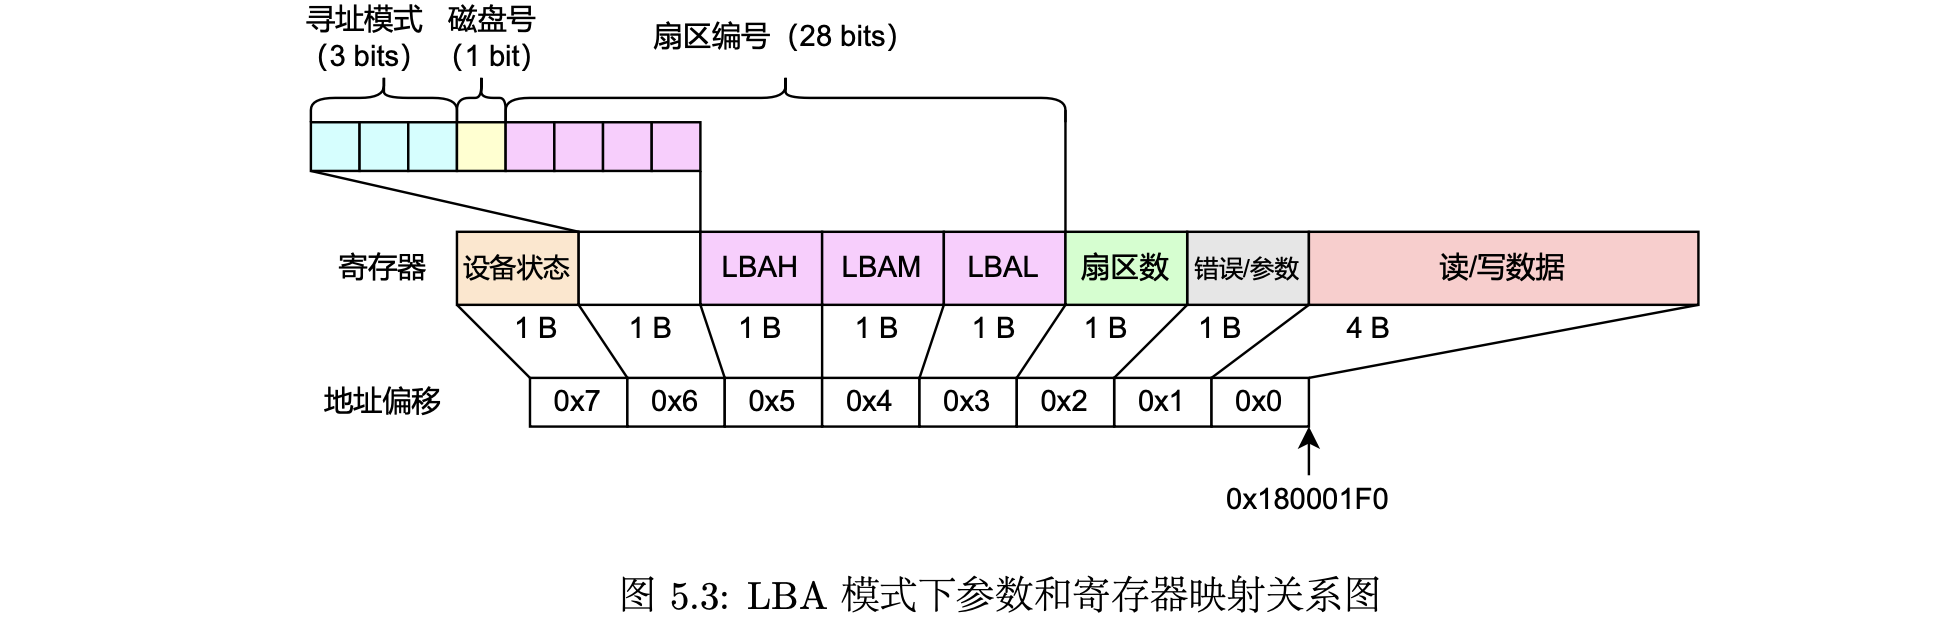 寻址模式
（3 bits）
磁盘号
（1 bit）
扇区编号（28 bits）
寄存器
设备状态
LBAH
LBAM
LBAL
扇区数
错误/参数
读/写数据
1 B
1 B
1 B
1 B
1 B
1 B
1 B
4 B
地址偏移
0x7
0x6
0x5
0x4
0x3
0x2
0x1
0x0
0x180001F0
图 5.3: LBA 模式下参数和寄存器映射关系图